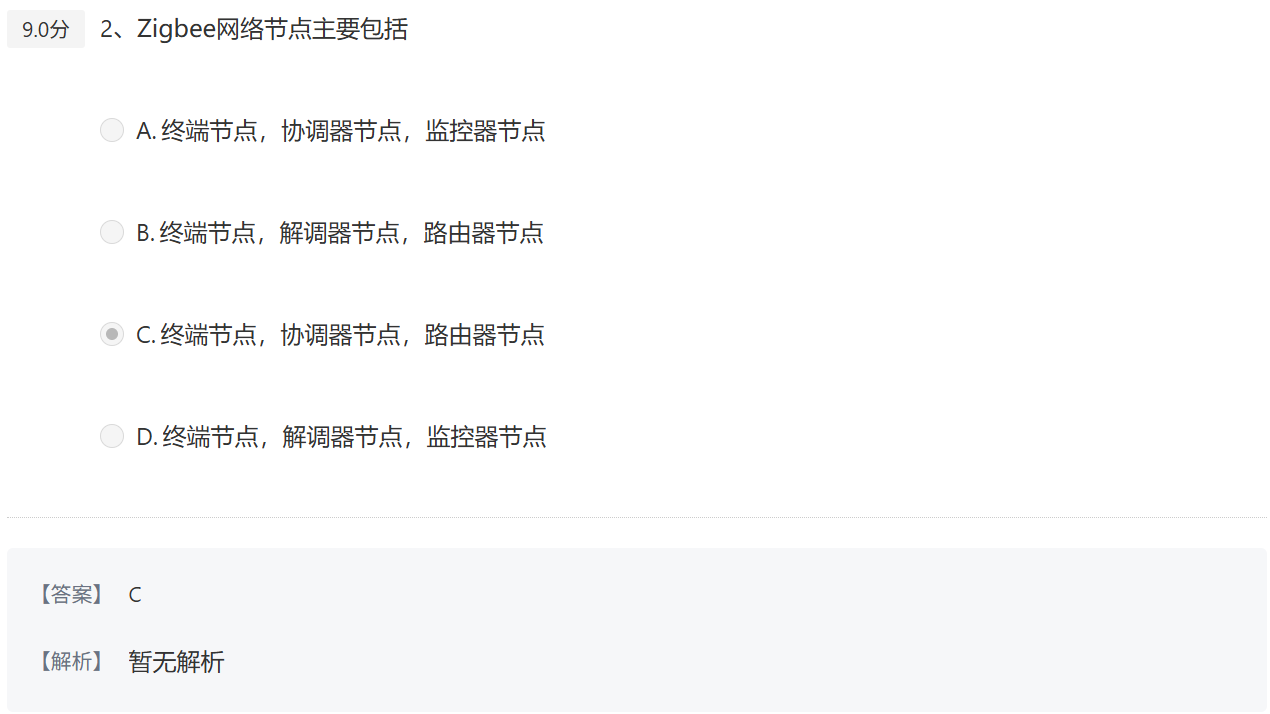 9.0分 2、Zigbee网络节点主要包括
A. 终端节点，协调器节点，监控器节点
B. 终端节点，解调器节点，路由器节点
C. 终端节点，协调器节点，路由器节点
D. 终端节点，解调器节点，监控器节点
【答案】 C
【解析】 暂无解析